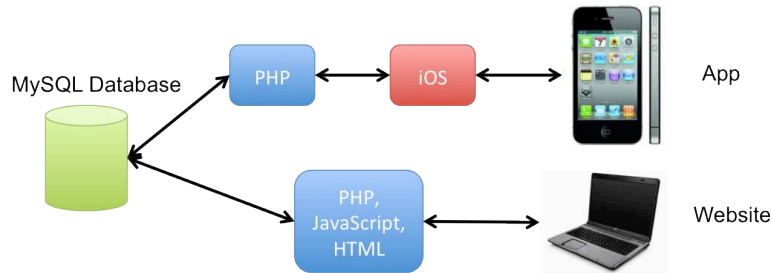 MySQL Database
PHP
iOS
App
PHP,
JavaScript,
HTML
Website